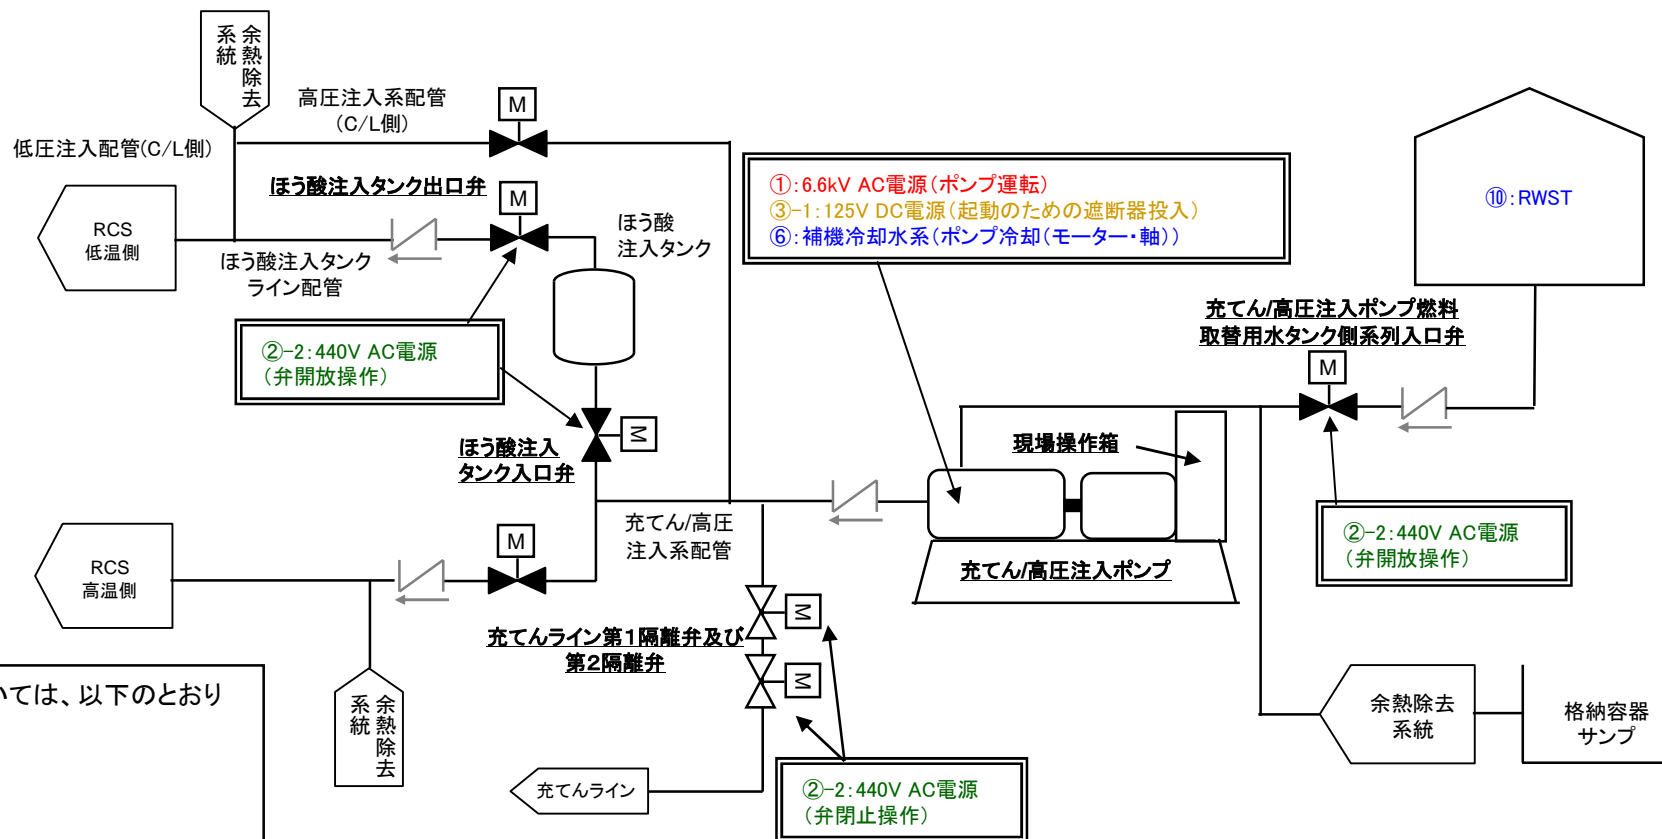 余熱除去
系統
高圧注入系配管
(C/L側)
M
低圧注入配管(C/L側)
ほう酸注入タンク出口弁
M
ほう酸
注入タンク
RCS
低温側
ほう酸注入タンク
ライン配管
①:6.6kV AC電源(ポンプ運転)
③-1:125V DC電源(起動のための遮断器投入)
⑥:補機冷却水系(ポンプ冷却(モーター・軸))
⑩:RWST
②-2:440V AC電源
(弁開放操作)
充てん/高圧注入ポンプ燃料
取替用水タンク側系列入口弁
M
M
ほう酸注入
タンク入口弁
現場操作箱
充てん/高圧
注入系配管
②-2:440V AC電源
(弁開放操作)
M
RCS
高温側
充てん/高圧注入ポンプ
M
充てんライン第1隔離弁及び
第2隔離弁
M
いては、以下のとおり
余熱除去
系統
余熱除去
系統
格納容器
サンプ
充てんライン
②-2:440V AC電源
(弁閉止操作)